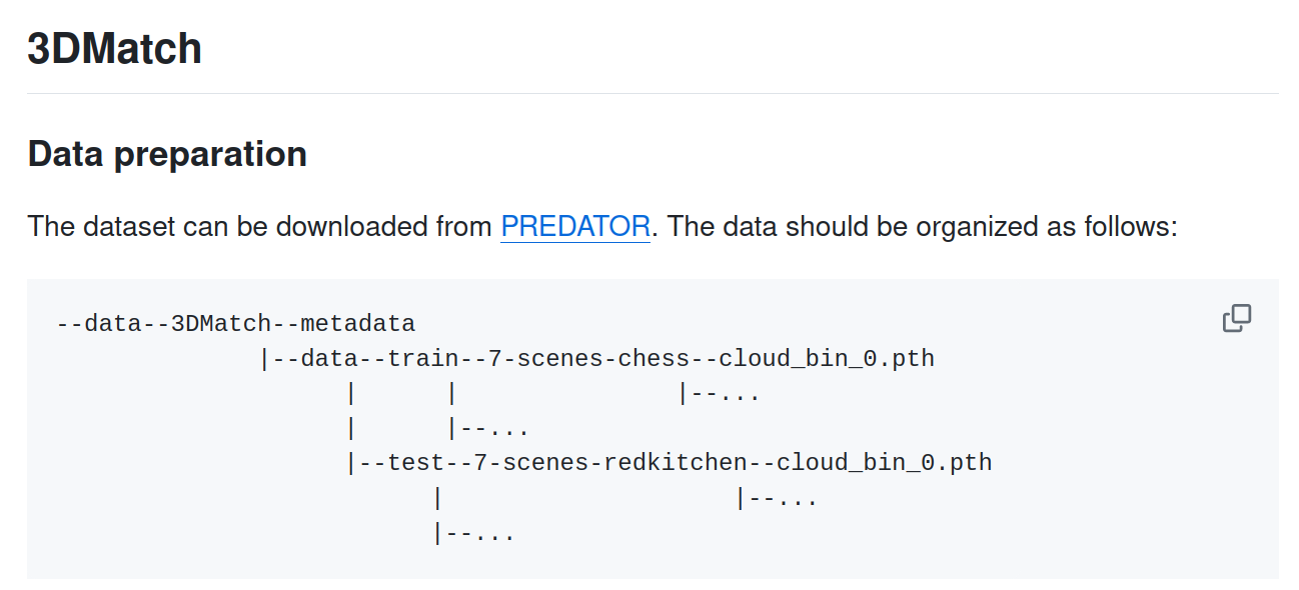 3DMatch
Data preparation
The dataset can be downloaded from PREDATOR. The data should be organized as follows:
--data--3DMatch--metadata
              |--data--train--7-scenes-chess--cloud_bin_0.pth
                    |      |               |--...
                    |      |--...
                    |--test--7-scenes-redkitchen--cloud_bin_0.pth
                          |                    |--...
                          |--...